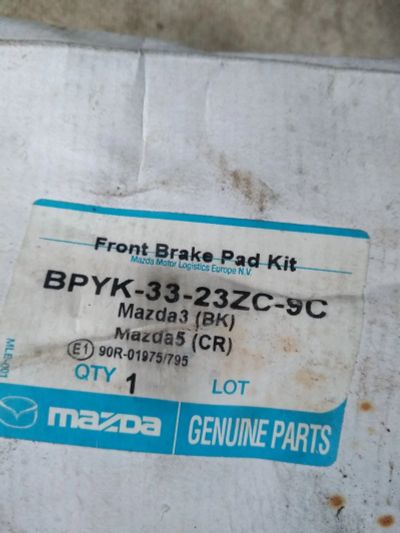 Front Brake Pad Kit
Mazda Motor Logistics Europe N.V.
BPYK-33-23ZC-9C
Mazda3 (BK)
Mazda5 (CR)
E1 90R-01975/795
QTY 1 LOT
mazda GENUINE PARTS